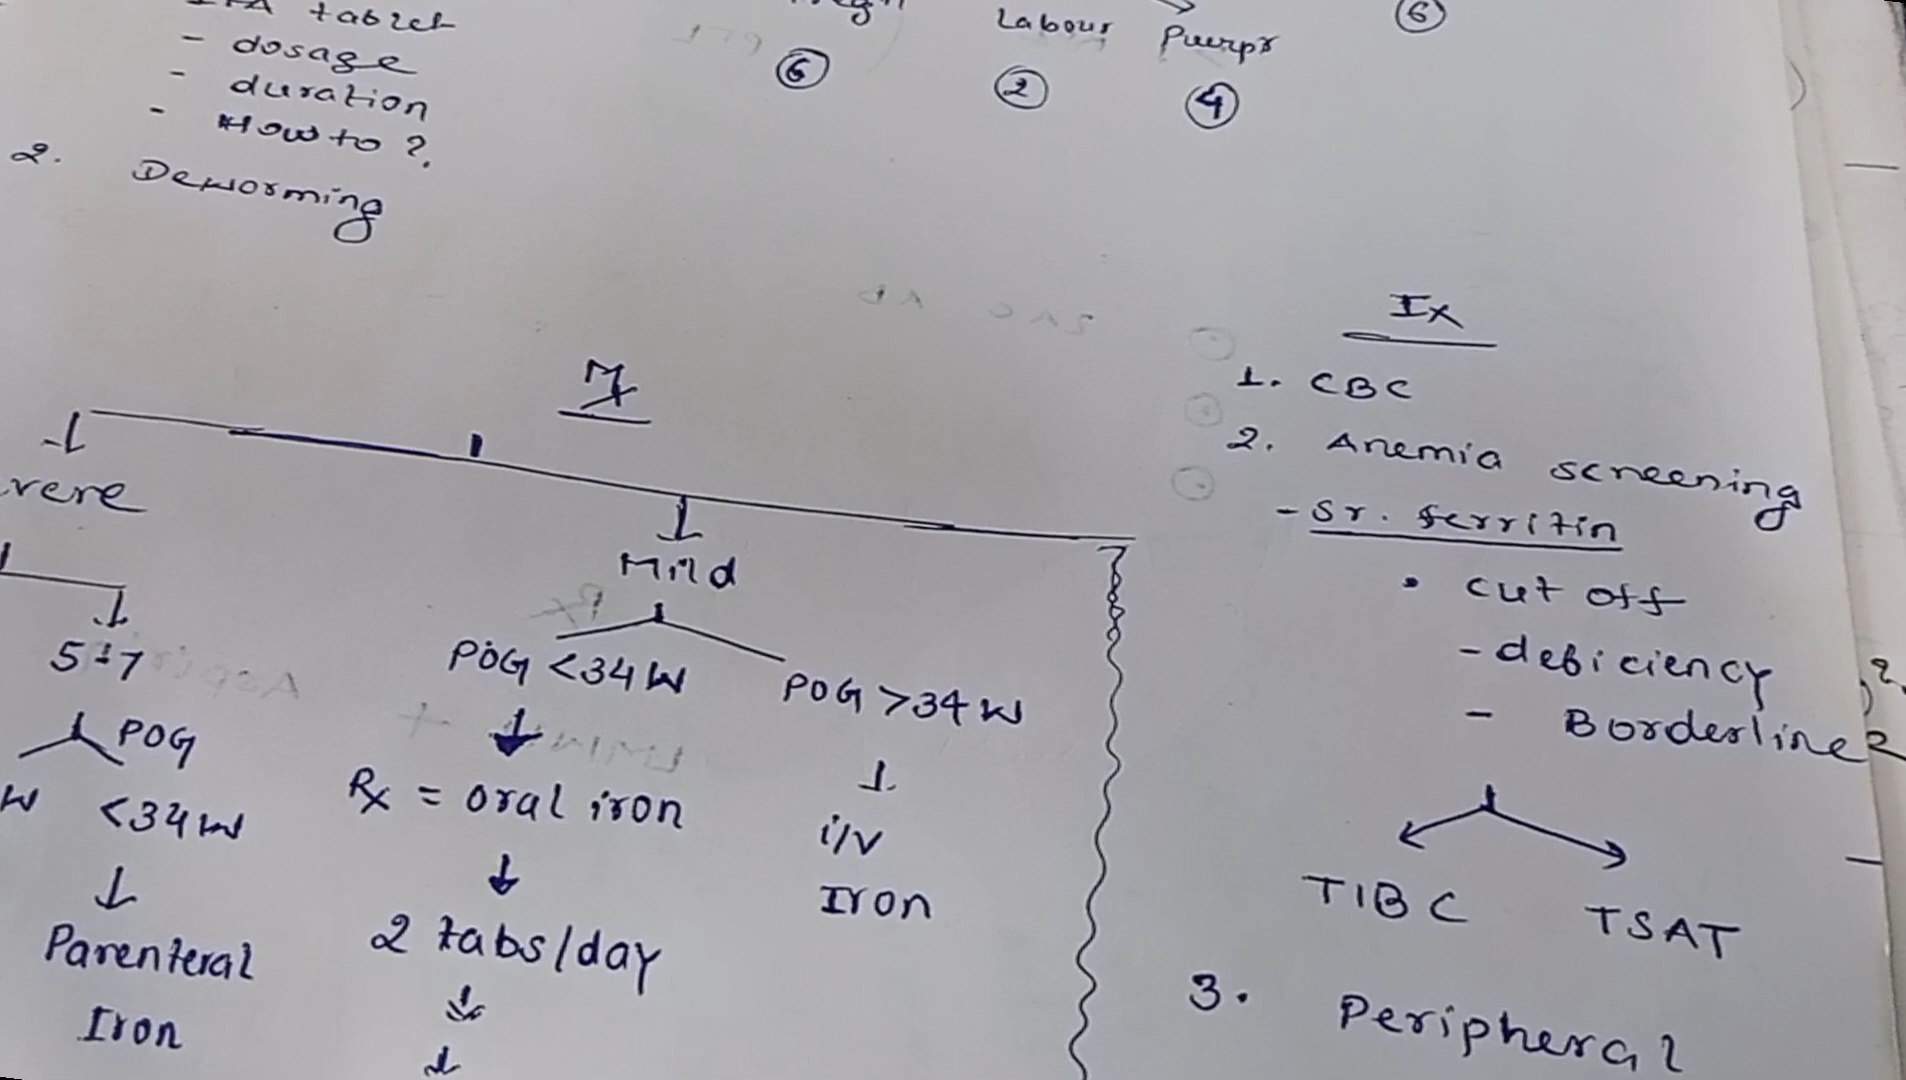 tablet
- dosage
- duration
- How to ?
2. Deworming
Labour
6
2
4
6
Mx
Mild
5-7
POG
<34 W
Parenteral
Iron
POG <34 W
Rx = oral iron
2 tabs/day
POG >34 W
i/v
Iron
Ix
1. CBC
2. Anemia screening
- Sr. ferritin
• cut off
- deficiency
- Borderline
TIBC
TSAT
3. Peripheral